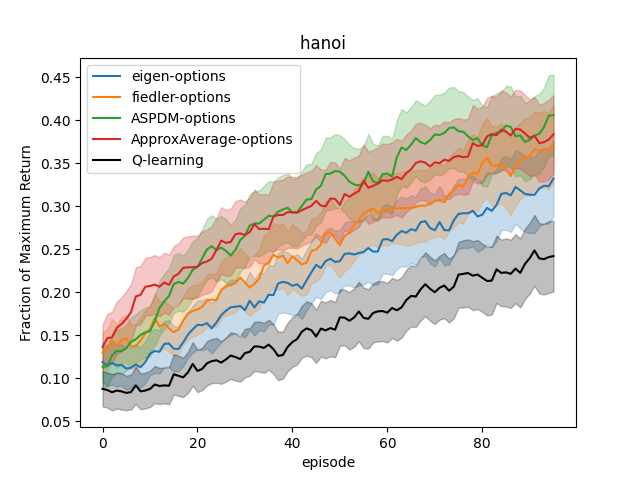 hanoi
eigen-options
fiedler-options
ASPDM-options
ApproxAverage-options
Q-learning
Fraction of Maximum Return
0.45
0.40
0.35
0.30
0.25
0.20
0.15
0.10
0.05
0 20 40 60 80
episode